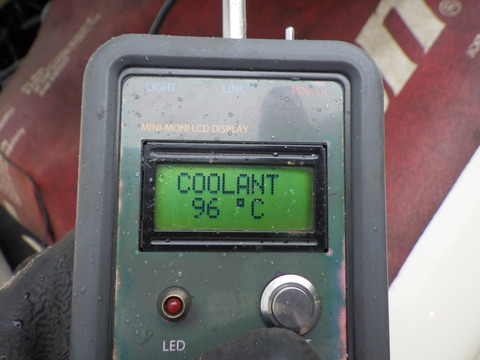 LIGHT LINK POWER
MINI-MONI LCD DISPLAY
COOLANT
96 °C
LED